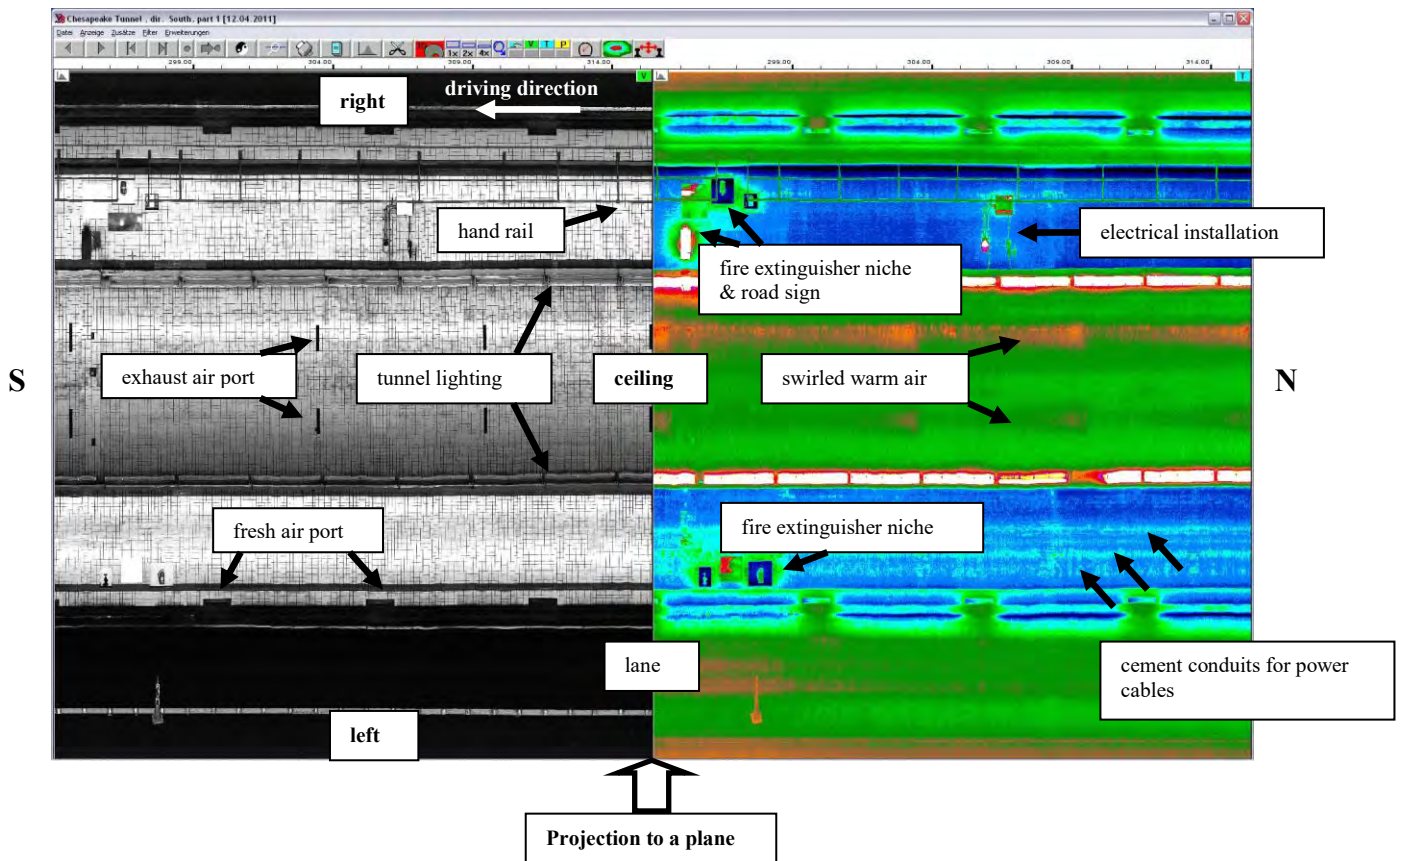 Chesapeake Tunnel , dir. South, part 1 [12.04.2011]
Datei Anzeige Zusätze Filter Erweiterungen
1x 2x 4x V T P
299.00 304.00 309.00 314.00 299.00 304.00 309.00 314.00
V T
right
driving direction
hand rail
electrical installation
fire extinguisher niche
& road sign
S
exhaust air port
tunnel lighting
ceiling
swirled warm air
N
fresh air port
fire extinguisher niche
lane
cement conduits for power
cables
left
Projection to a plane